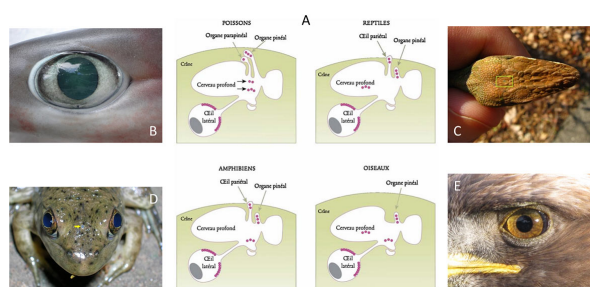 A
POISSONS
Organe parapinéal
Organe pinéal
Crâne
Cerveau profond
Œil
latéral
REPTILES
Œil pariétal
Organe pinéal
Crâne
Cerveau profond
Œil
latéral
B
C
AMPHIBIENS
Œil pariétal
Organe pinéal
Crâne
Cerveau profond
Œil
latéral
OISEAUX
Organe pinéal
Crâne
Cerveau profond
Œil
latéral
D
E